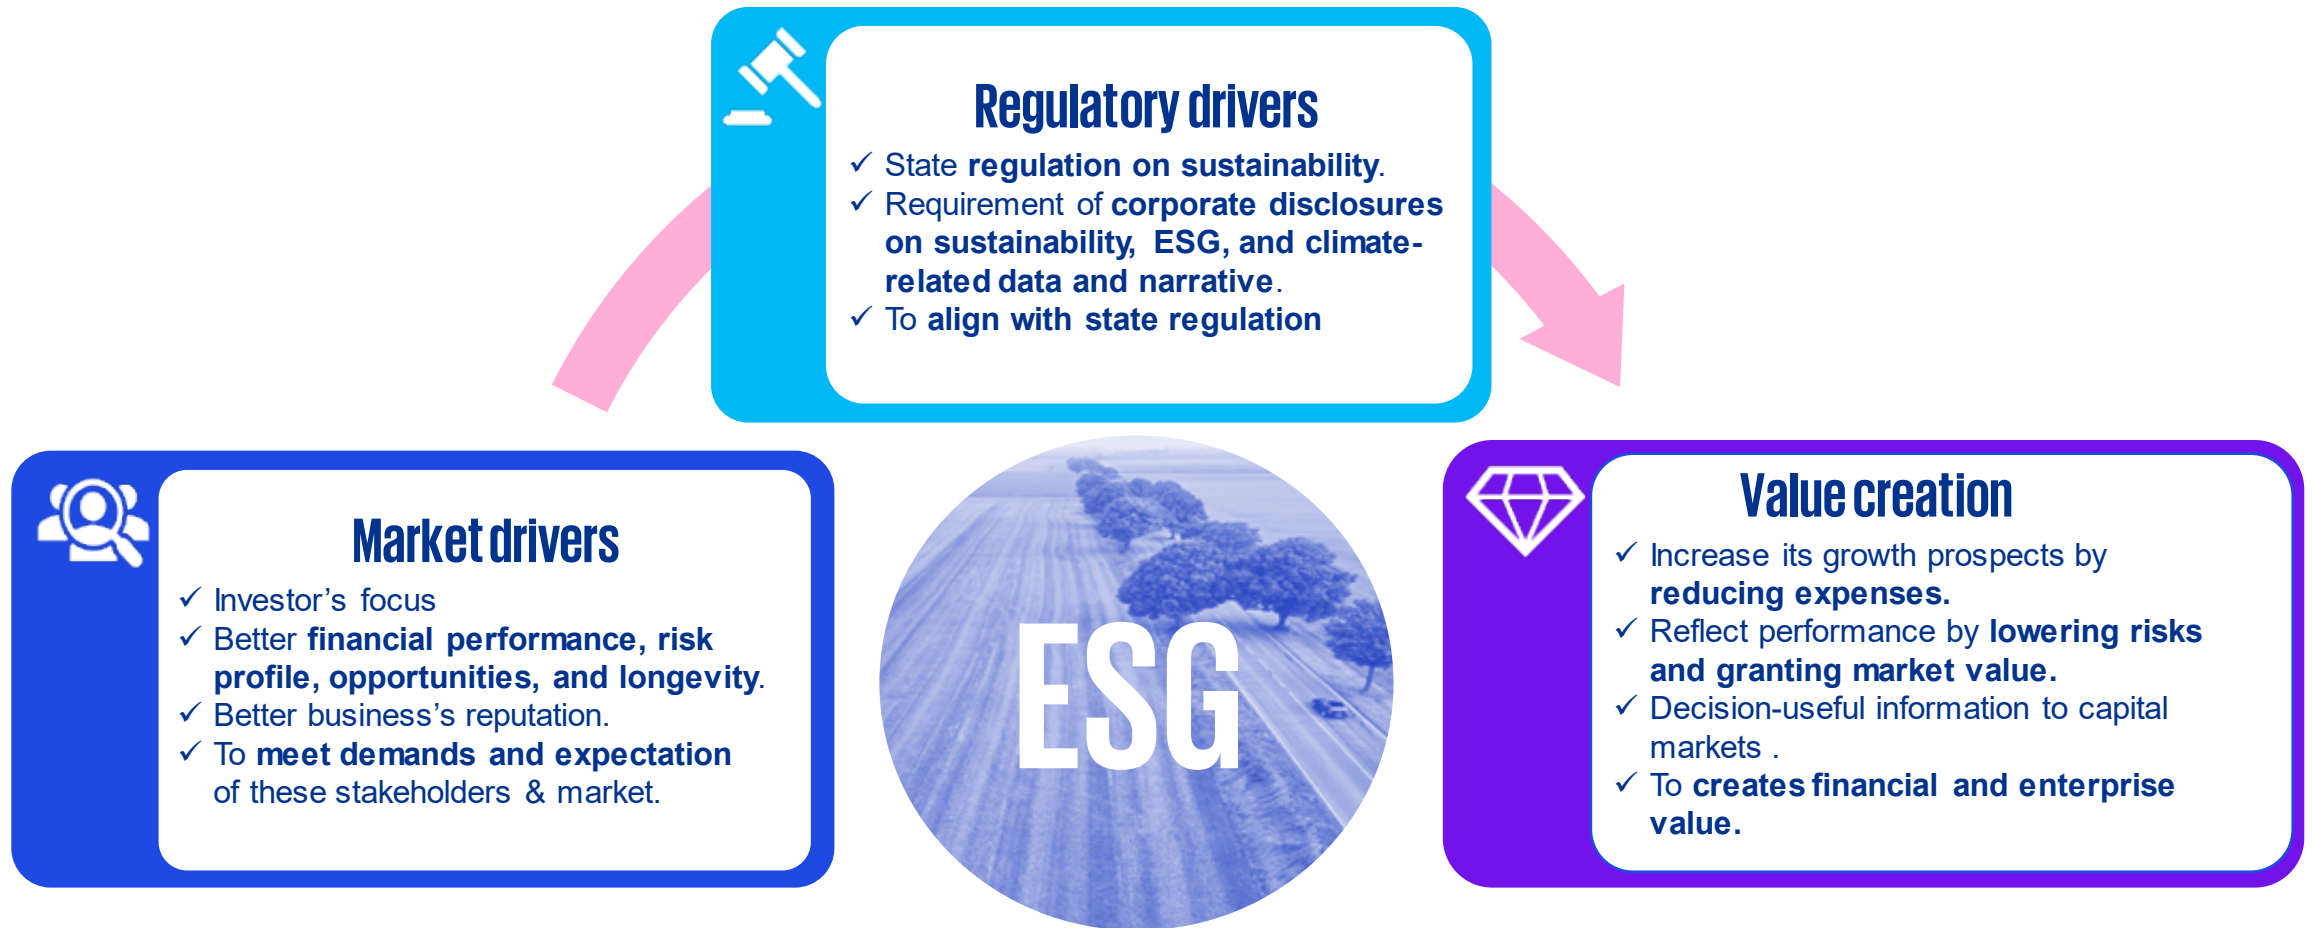 Regulatory drivers
✓ State regulation on sustainability.
✓ Requirement of corporate disclosures
on sustainability, ESG, and climate-
related data and narrative.
✓ To align with state regulation
Market drivers
✓ Investor’s focus
✓ Better financial performance, risk
profile, opportunities, and longevity.
✓ Better business’s reputation.
✓ To meet demands and expectation
of these stakeholders & market.
ESG
Value creation
✓ Increase its growth prospects by
reducing expenses.
✓ Reflect performance by lowering risks
and granting market value.
✓ Decision-useful information to capital
markets .
✓ To creates financial and enterprise
value.